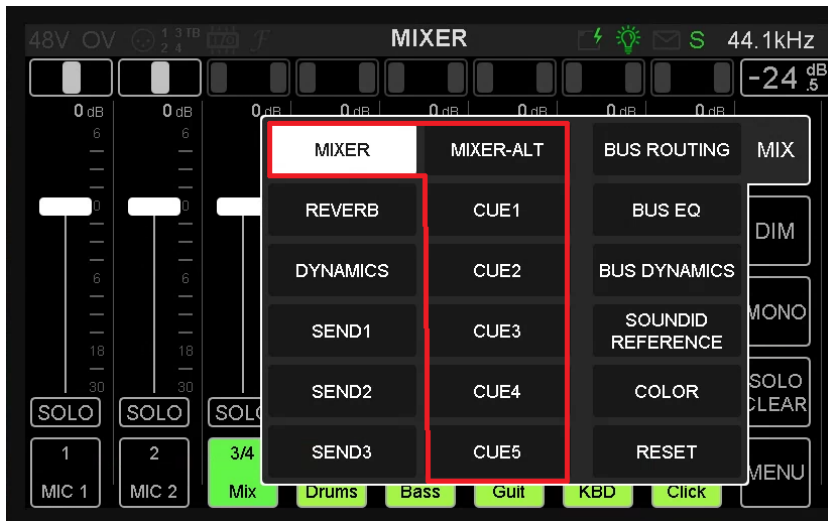 48V OV 1 3 TB 2 4 I/O F MIXER S 44.1kHz
-24 dB .5
0 dB 0 dB 0 dB 0 dB 0 dB 0 dB 0 dB 0 dB
6 6
MIXER MIXER-ALT BUS ROUTING MIX
0 0
REVERB CUE1 BUS EQ
DIM
6 6
DYNAMICS CUE2 BUS DYNAMICS
SEND1 CUE3 SOUNDID REFERENCE MONO
18 18
30 30
SOLO SOLO SOLO SEND2 CUE4 COLOR SOLO CLEAR
1 2 3/4 SEND3 CUE5 RESET MENU
MIC 1 MIC 2 Mix Drums Bass Guit KBD Click